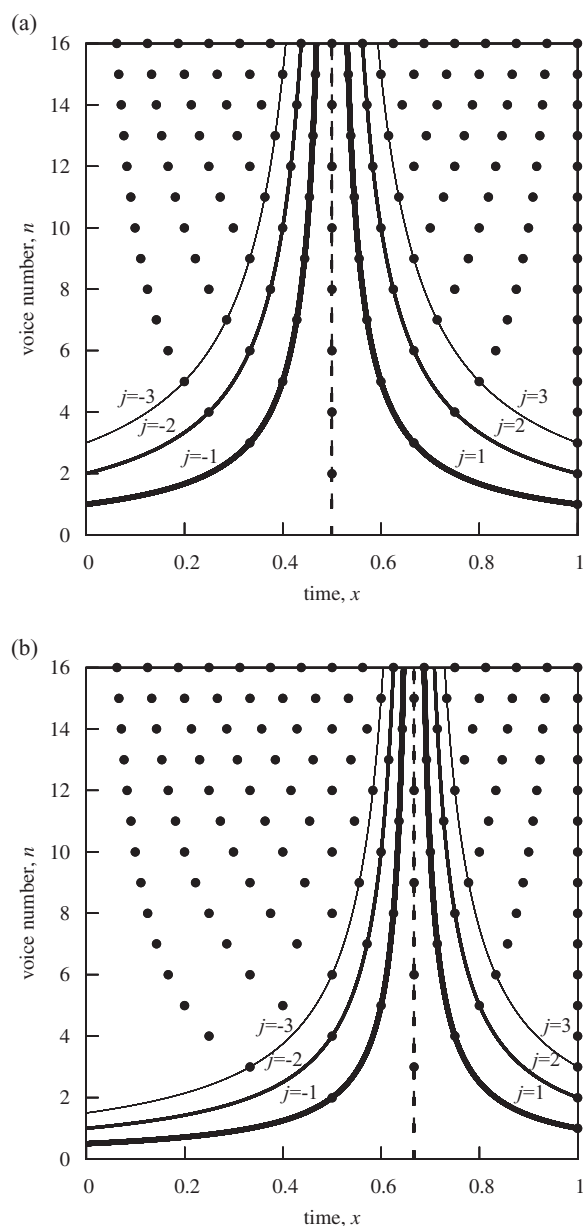 (a)
16
14
12
10
8
6
4
2
0
voice number, n
j=-3
j=-2
j=-1
j=3
j=2
j=1
0 0.2 0.4 0.6 0.8 1
time, x
(b)
16
14
12
10
8
6
4
2
0
voice number, n
j=-3
j=-2
j=-1
j=3
j=2
j=1
0 0.2 0.4 0.6 0.8 1
time, x